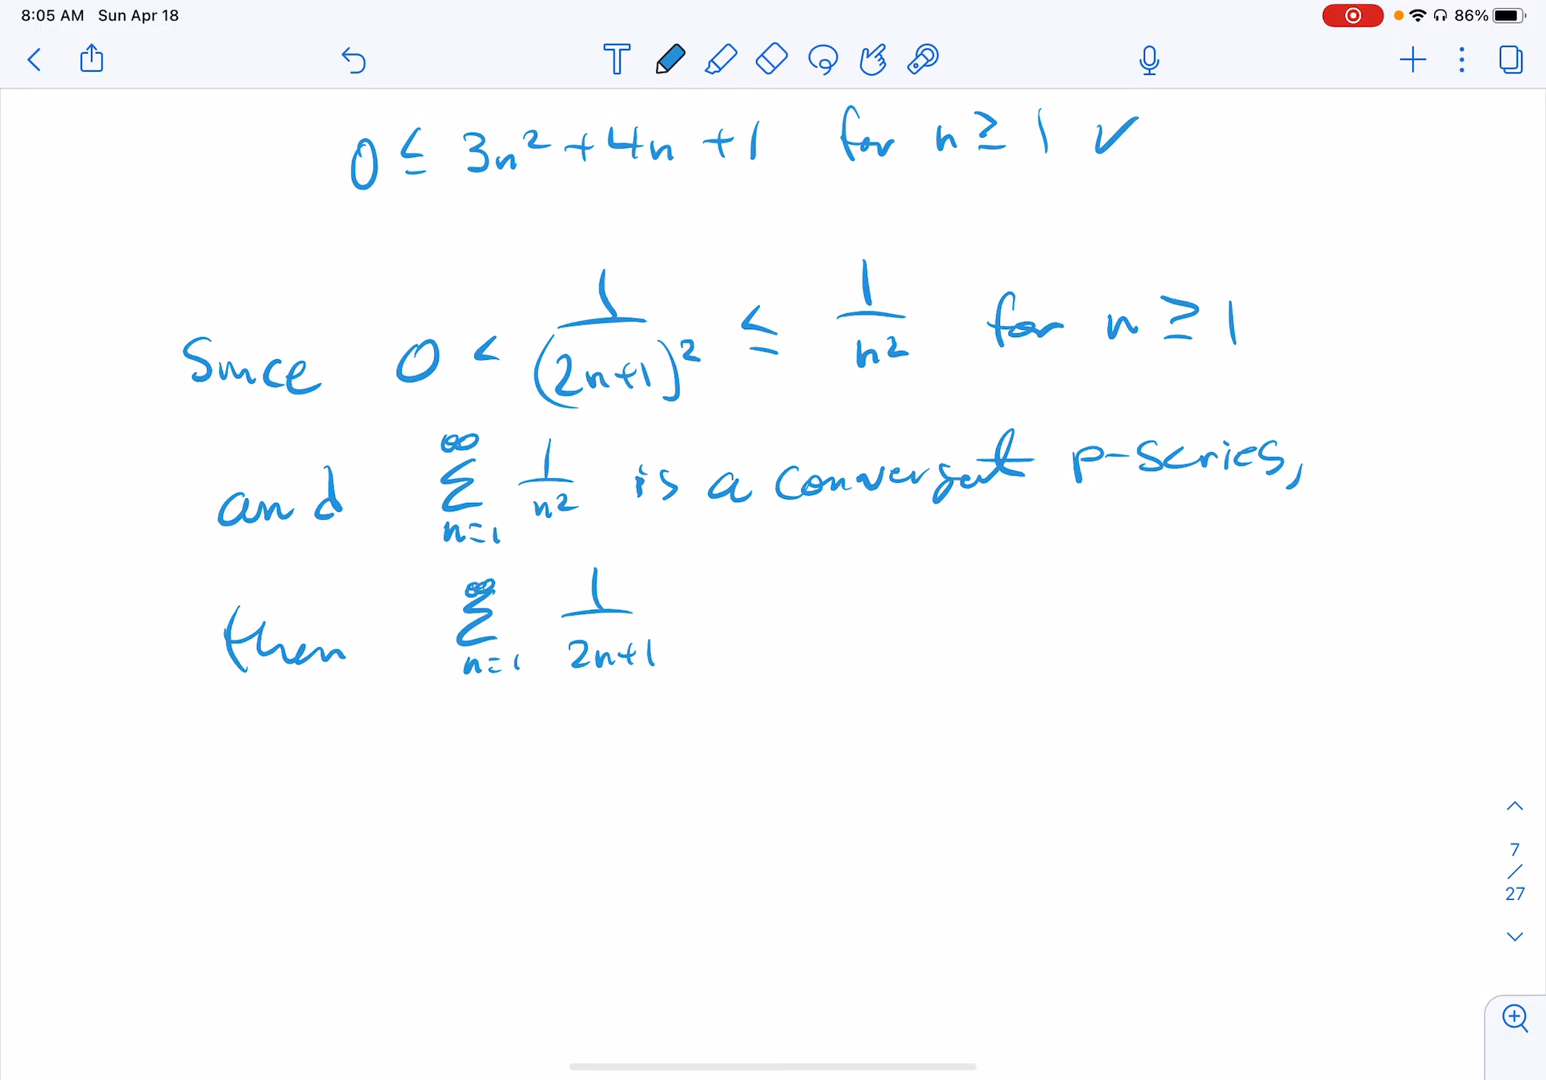 8:05 AM Sun Apr 18 86%
0 ≤ 3n² + 4n + 1 for n ≥ 1 ✓
Since 0 < 1/(2n+1)² ≤ 1/n² for n ≥ 1
and ∑_{n=1}^{∞} 1/n² is a convergent p-series,
then ∑_{n=1}^{∞} 1/(2n+1)
7
/
27